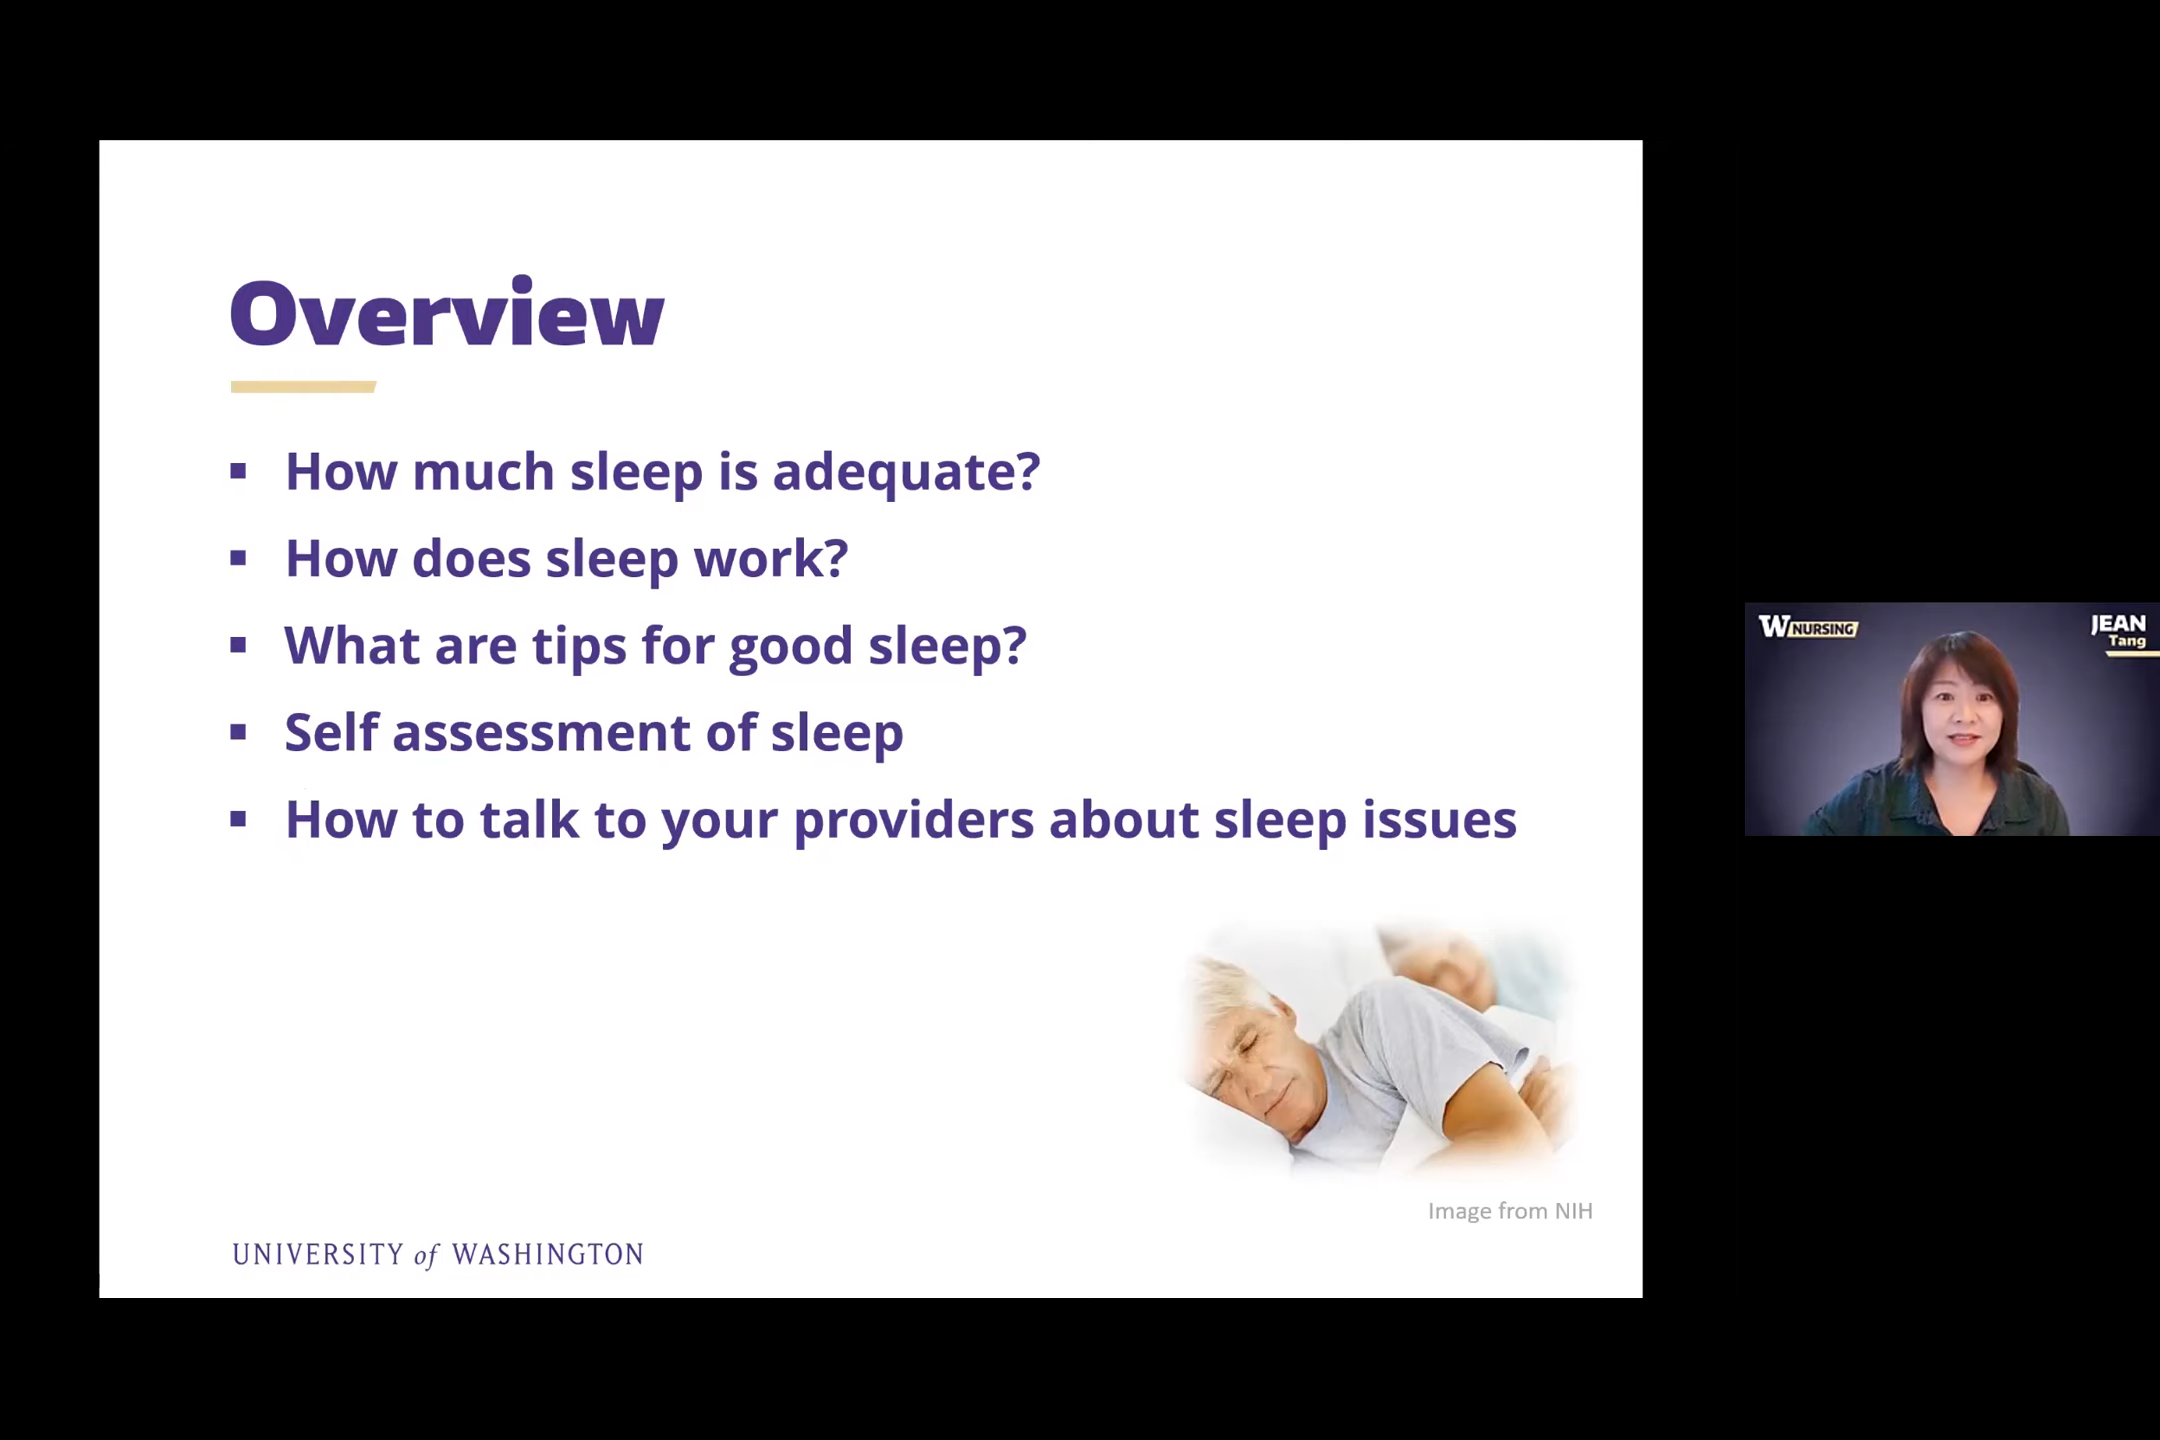 Overview
How much sleep is adequate?
How does sleep work?
What are tips for good sleep?
Self assessment of sleep
How to talk to your providers about sleep issues
Image from NIH
UNIVERSITY of WASHINGTON
W NURSING
JEAN
Tang